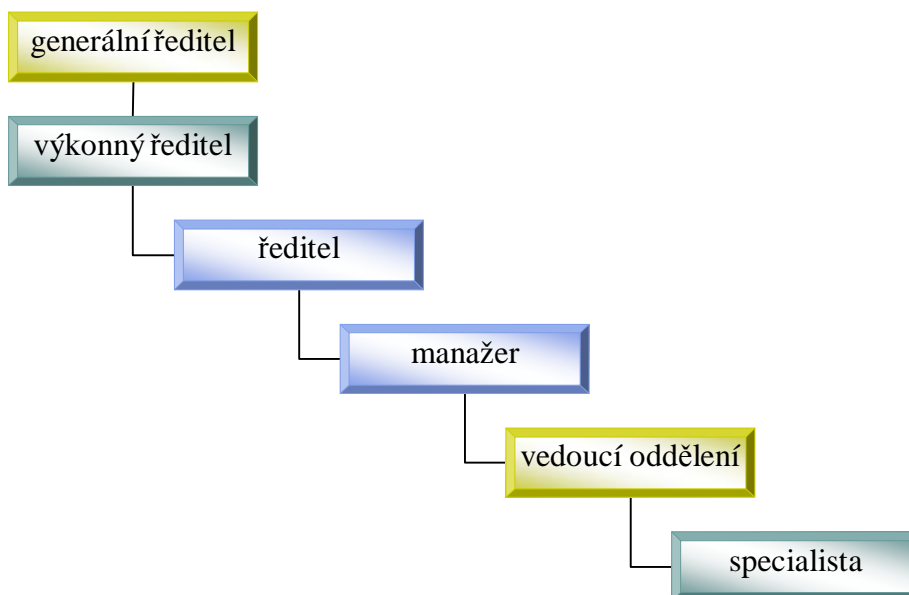 generální ředitel
výkonný ředitel
ředitel
manažer
vedoucí oddělení
specialista